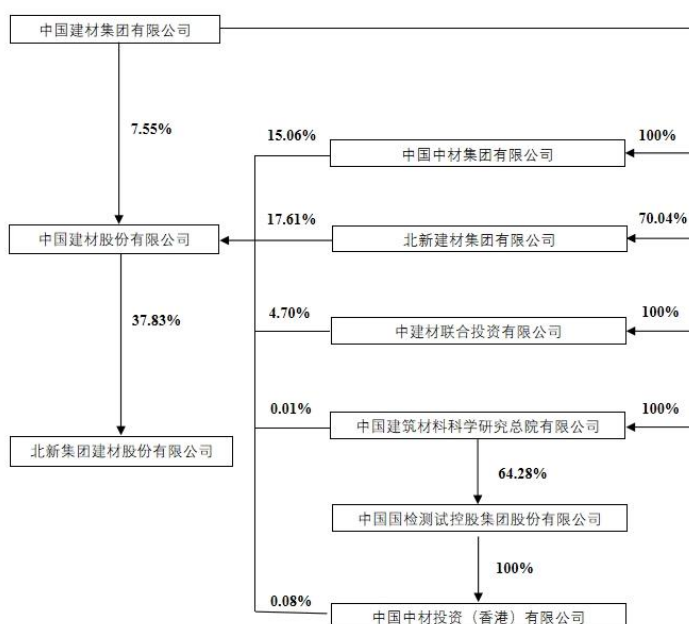 中国建材集团有限公司
7.55%
15.06%
中国中材集团有限公司
100%
中国建材股份有限公司
17.61%
北新建材集团有限公司
70.04%
37.83%
4.70%
中建材联合投资有限公司
100%
0.01%
中国建筑材料科学研究总院有限公司
100%
北新集团建材股份有限公司
64.28%
中国国检测试控股集团股份有限公司
100%
0.08%
中国中材投资（香港）有限公司